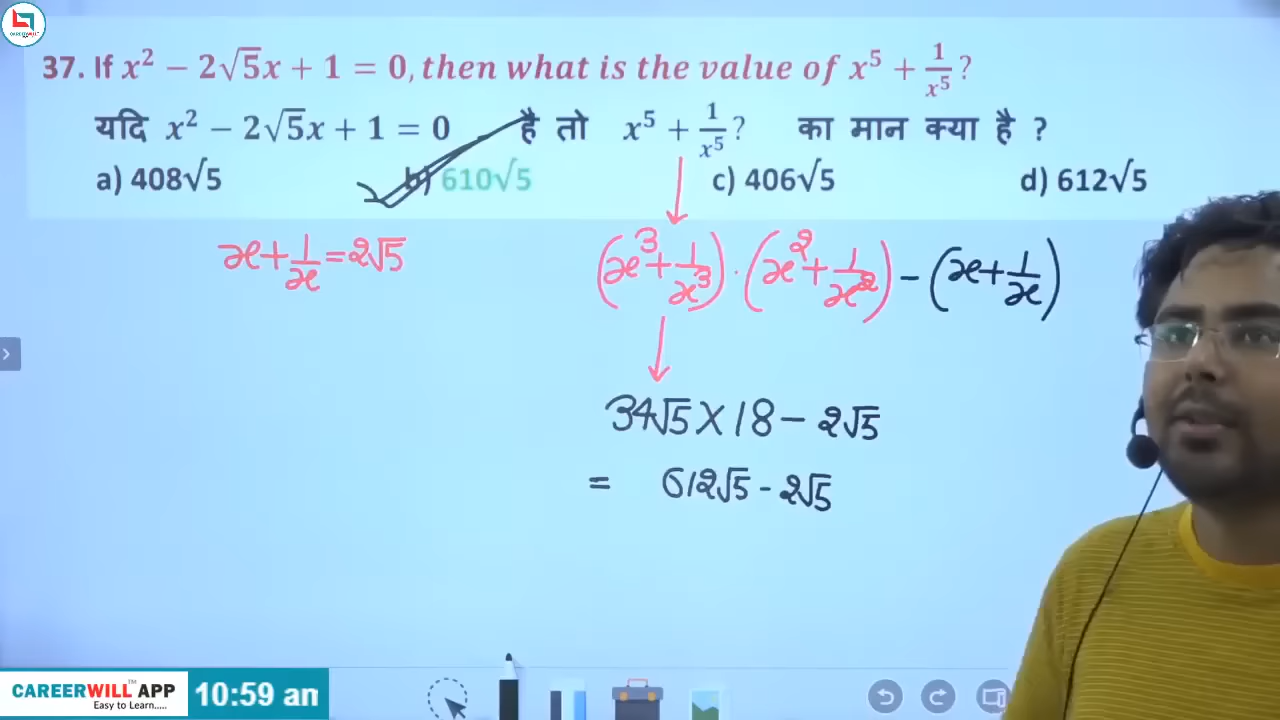 CAREERWILL
37. If x² − 2√5x + 1 = 0, then what is the value of x⁵ + 1/x⁵?
यदि x² − 2√5x + 1 = 0 है तो x⁵ + 1/x⁵? का मान क्या है ?
a) 408√5 b) 610√5 c) 406√5 d) 612√5
x + 1/x = 2√5
(x³ + 1/x³) · (x² + 1/x²) − (x + 1/x)
34√5 × 18 − 2√5
= 612√5 - 2√5
CAREERWILL™ APP
Easy to Learn.....
10:59 am